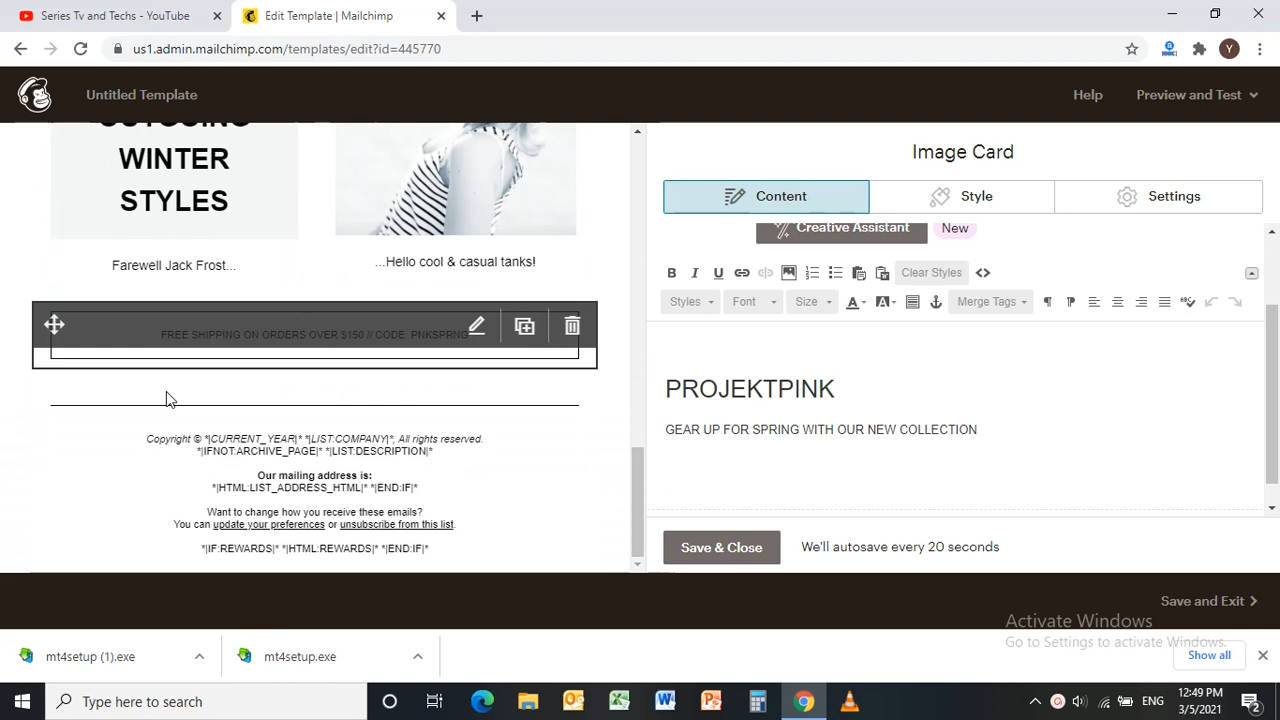 Series Tv and Techs - YouTube
Edit Template | Mailchimp
us1.admin.mailchimp.com/templates/edit?id=445770
Y
Untitled Template
Help
Preview and Test
WINTER
STYLES
Farewell Jack Frost...
...Hello cool & casual tanks!
FREE SHIPPING ON ORDERS OVER $150 // CODE: PNKSPRNG
Copyright © *|CURRENT_YEAR|* *|LIST:COMPANY|*, All rights reserved.
*|IFNOT:ARCHIVE_PAGE|* *|LIST:DESCRIPTION|*
Our mailing address is:
*|HTML:LIST_ADDRESS_HTML|* *|END:IF|*
Want to change how you receive these emails?
You can update your preferences or unsubscribe from this list.
*|IF:REWARDS|* *|HTML:REWARDS|* *|END:IF|*
Image Card
Content
Style
Settings
Creative Assistant
New
B I U Clear Styles
Styles Font Size A A Merge Tags
PROJEKTPINK
GEAR UP FOR SPRING WITH OUR NEW COLLECTION
Save & Close
We'll autosave every 20 seconds
Save and Exit
Activate Windows
Go to Settings to activate Windows.
mt4setup (1).exe
mt4setup.exe
Show all
Type here to search
ENG
12:49 PM
3/5/2021
2